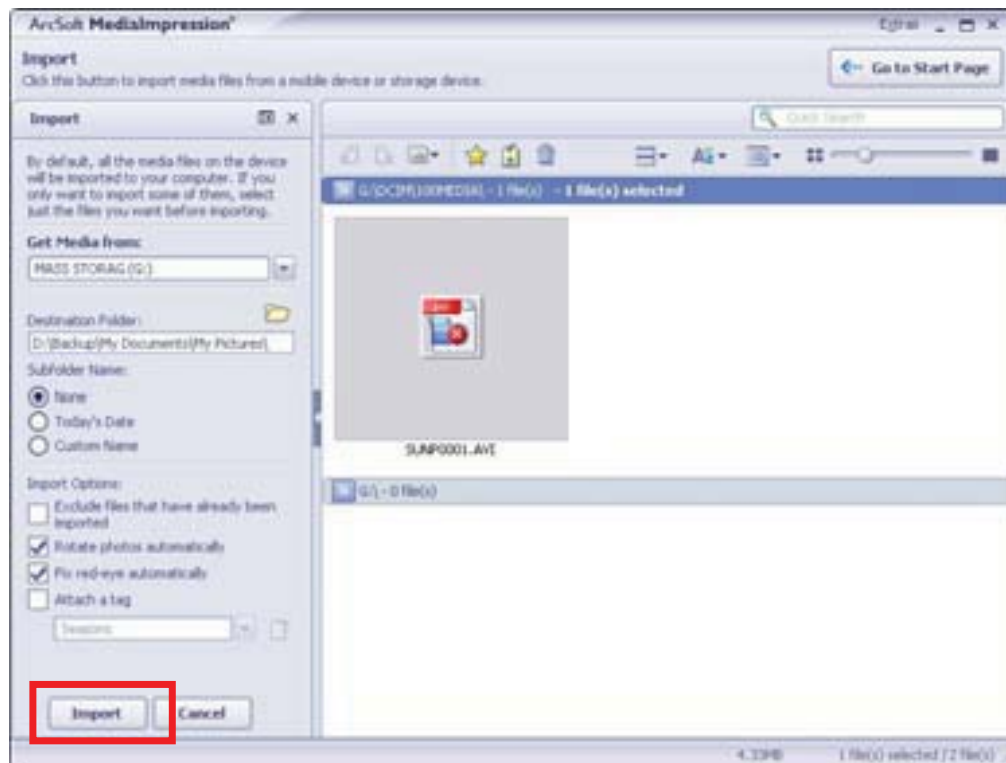 ArcSoft MediaImpression
Extras
Import
Click this button to import media files from a mobile device or storage device.
Go to Start Page
Import
By default, all the media files on the device
will be imported to your computer. If you
only want to import some of them, select
just the files you want before importing.
Get Media from:
MASS STORAG (G:)
Destination Folder:
D:\Backup\My Documents\My Pictures\
Subfolder Name:
None
Today's Date
Custom Name
Import Options:
Exclude files that have already been
imported
Rotate photos automatically
Fix red-eye automatically
Attach a tag
Seasons
Import
Cancel
Quick Search
G:\DCIM\100MEDIA\ - 1 file(s) - 1 file(s) selected
SUNP0001.AVI
G:\ - 0 file(s)
4.33MB
1 file(s) selected / 2 file(s)